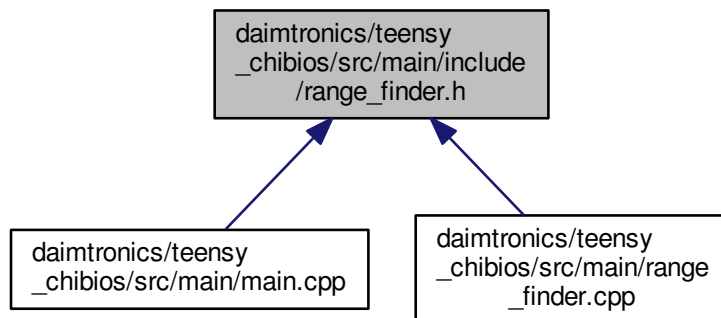 daimtronics/teensy
_chibios/src/main/include
/range_finder.h
daimtronics/teensy
_chibios/src/main/main.cpp
daimtronics/teensy
_chibios/src/main/range
_finder.cpp